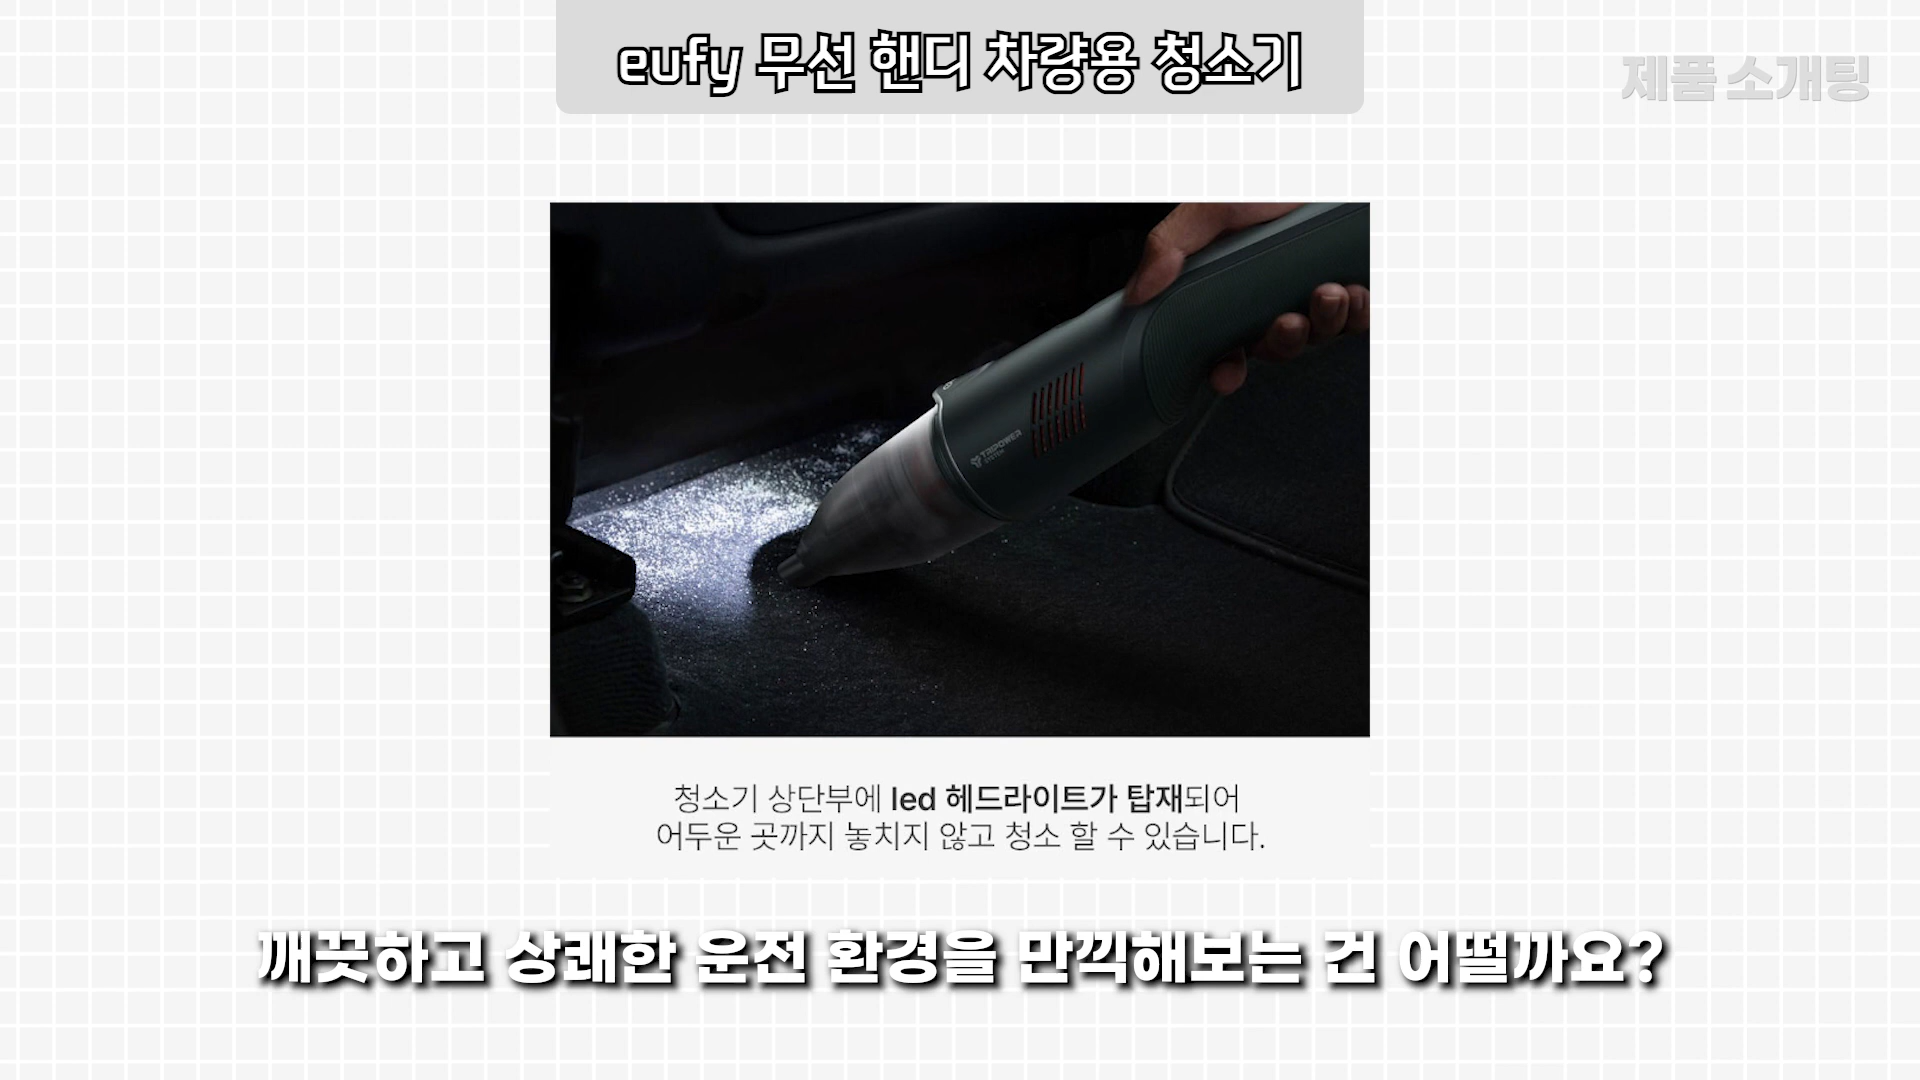 eufy 무선 핸디 차량용 청소기
제품 소개팅
TRIPOWER
SYSTEM
청소기 상단부에 led 헤드라이트가 탑재되어
어두운 곳까지 놓치지 않고 청소 할 수 있습니다.
깨끗하고 상쾌한 운전 환경을 만끽해보는 건 어떨까요?